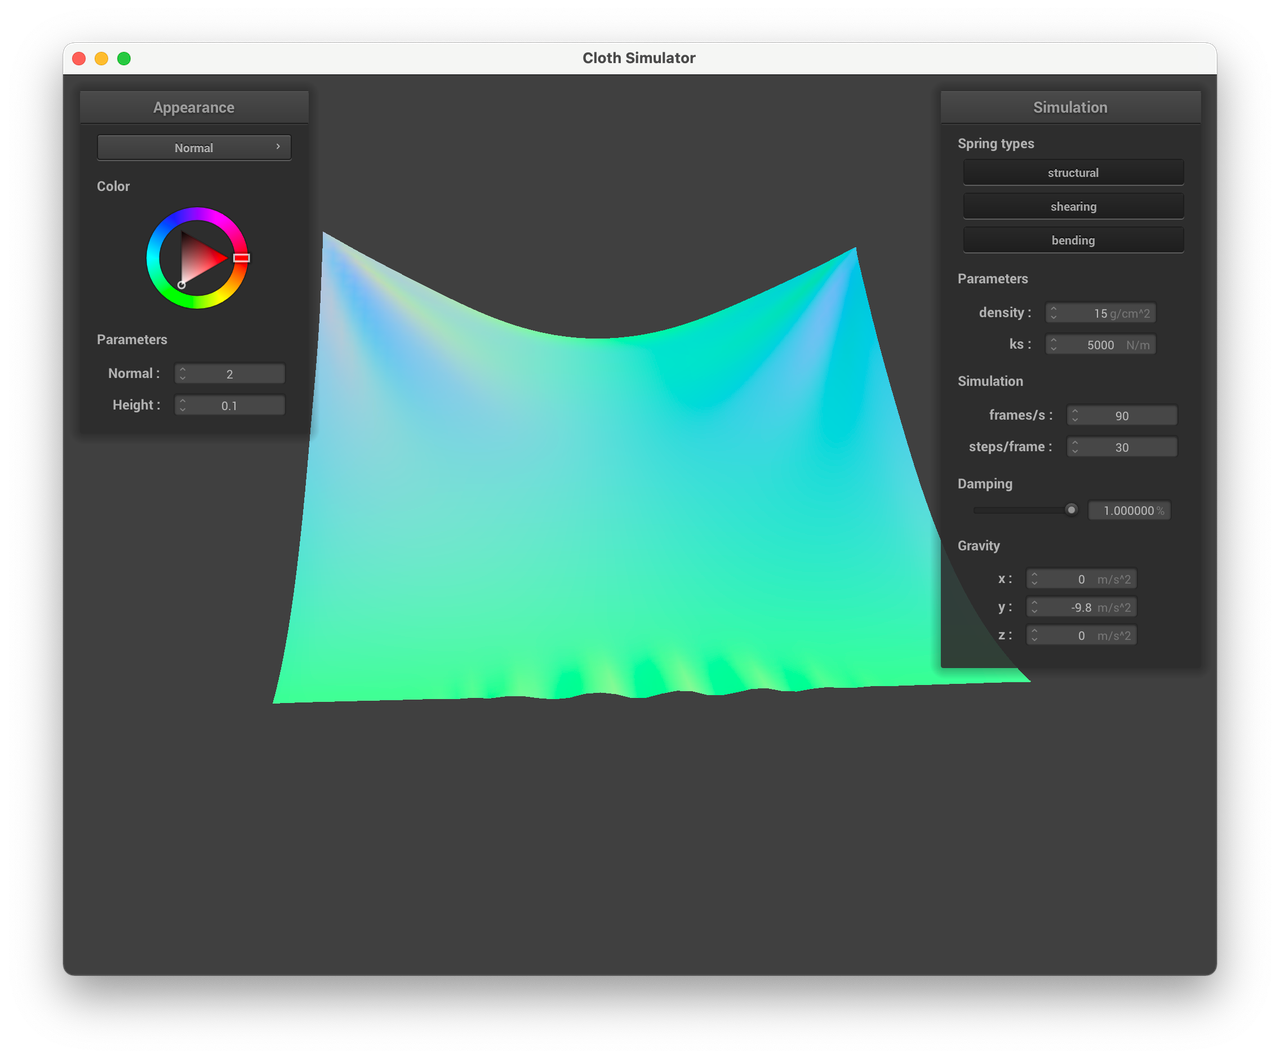 Cloth Simulator
Appearance
Normal
Color
Parameters
Normal : 2
Height : 0.1
Simulation
Spring types
structural
shearing
bending
Parameters
density : 15 g/cm^2
ks : 5000 N/m
Simulation
frames/s : 90
steps/frame : 30
Damping
1.000000 %
Gravity
x : 0 m/s^2
y : -9.8 m/s^2
z : 0 m/s^2